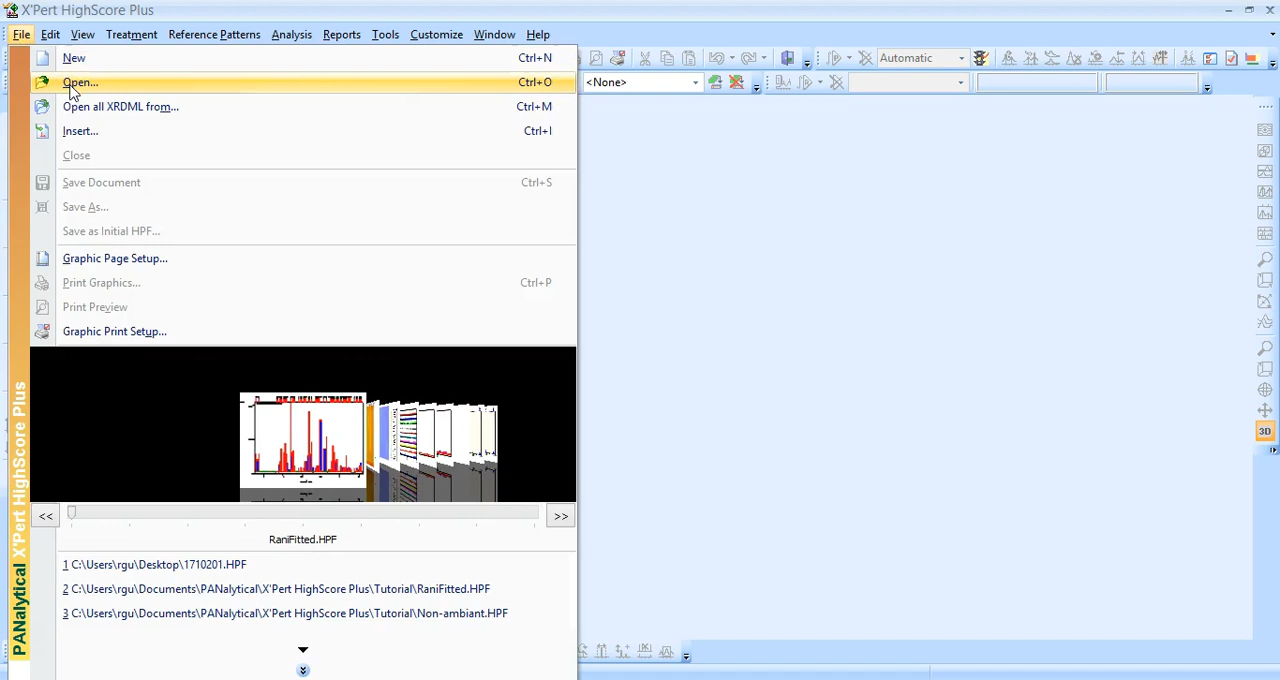 X'Pert HighScore Plus
File Edit View Treatment Reference Patterns Analysis Reports Tools Customize Window Help
New Ctrl+N
Automatic
Open... Ctrl+O
<None>
Open all XRDML from... Ctrl+M
Insert... Ctrl+I
Close
Save Document Ctrl+S
Save As...
Save as Initial HPF...
Graphic Page Setup...
Print Graphics... Ctrl+P
Print Preview
Graphic Print Setup...
3D
<< >>
RaniFitted.HPF
1 C:\Users\rgu\Desktop\1710201.HPF
2 C:\Users\rgu\Documents\PANalytical\X'Pert HighScore Plus\Tutorial\RaniFitted.HPF
3 C:\Users\rgu\Documents\PANalytical\X'Pert HighScore Plus\Tutorial\Non-ambiant.HPF
PANalytical X'Pert HighScore Plus